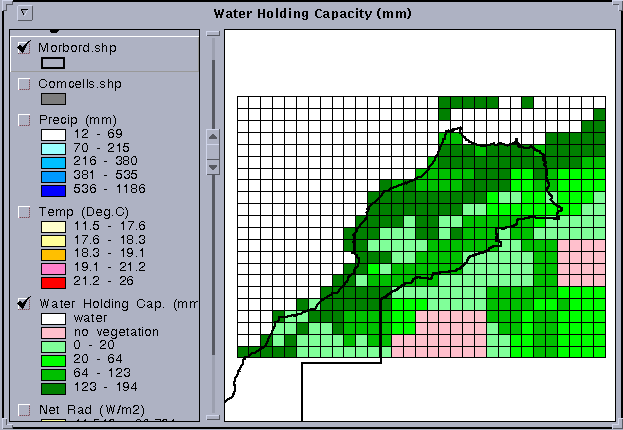 Water Holding Capacity (mm)
Morbord.shp
Comcells.shp
Precip (mm)
12 - 69
70 - 215
216 - 380
381 - 535
536 - 1186
Temp (Deg.C)
11.5 - 17.6
17.6 - 18.3
18.3 - 19.1
19.1 - 21.2
21.2 - 26
Water Holding Cap. (mm
water
no vegetation
0 - 20
20 - 64
64 - 123
123 - 194
Net Rad (W/m2)